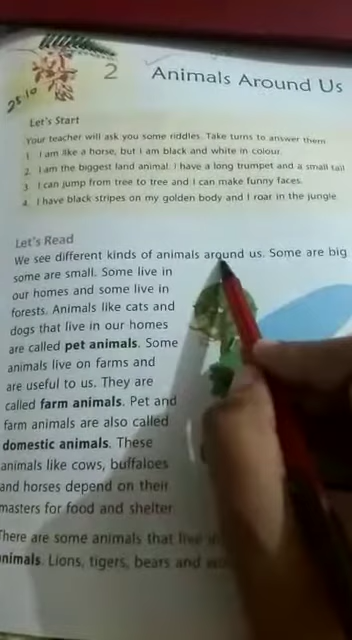 25.10
2 Animals Around Us
Let's Start
Your teacher will ask you some riddles. Take turns to answer them
1. I am like a horse, but I am black and white in colour.
2. I am the biggest land animal. I have a long trumpet and a small tail
3. I can jump from tree to tree and I can make funny faces.
4. I have black stripes on my golden body and I roar in the jungle
Let's Read
We see different kinds of animals around us. Some are big
some are small. Some live in
our homes and some live in
forests. Animals like cats and
dogs that live in our homes
are called pet animals. Some
animals live on farms and
are useful to us. They are
called farm animals. Pet and
farm animals are also called
domestic animals. These
animals like cows, buffaloes
and horses depend on their
masters for food and shelter
There are some animals that live
animals. Lions, tigers, bears and